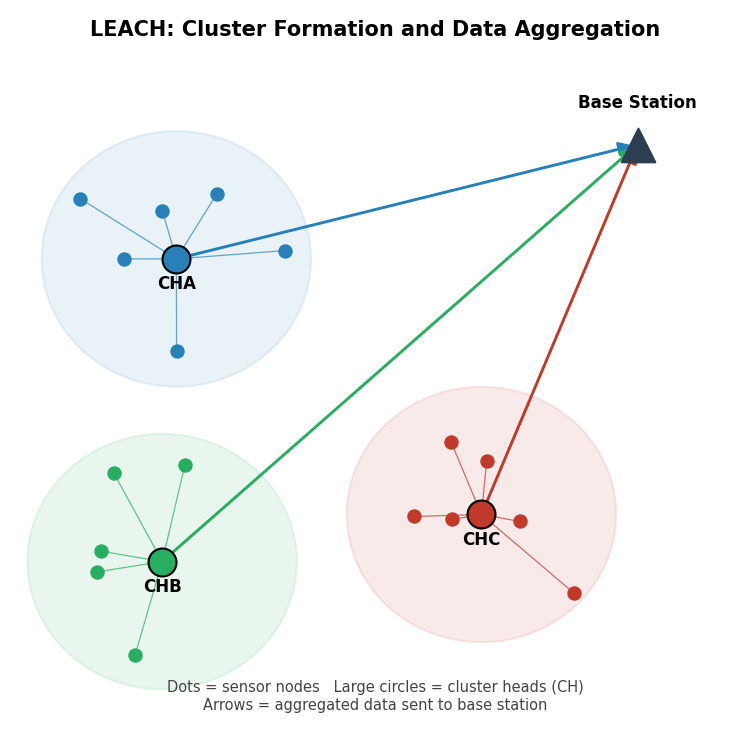 LEACH: Cluster Formation and Data Aggregation
Base Station
CHA
CHC
CHB
Dots = sensor nodes   Large circles = cluster heads (CH)
Arrows = aggregated data sent to base station